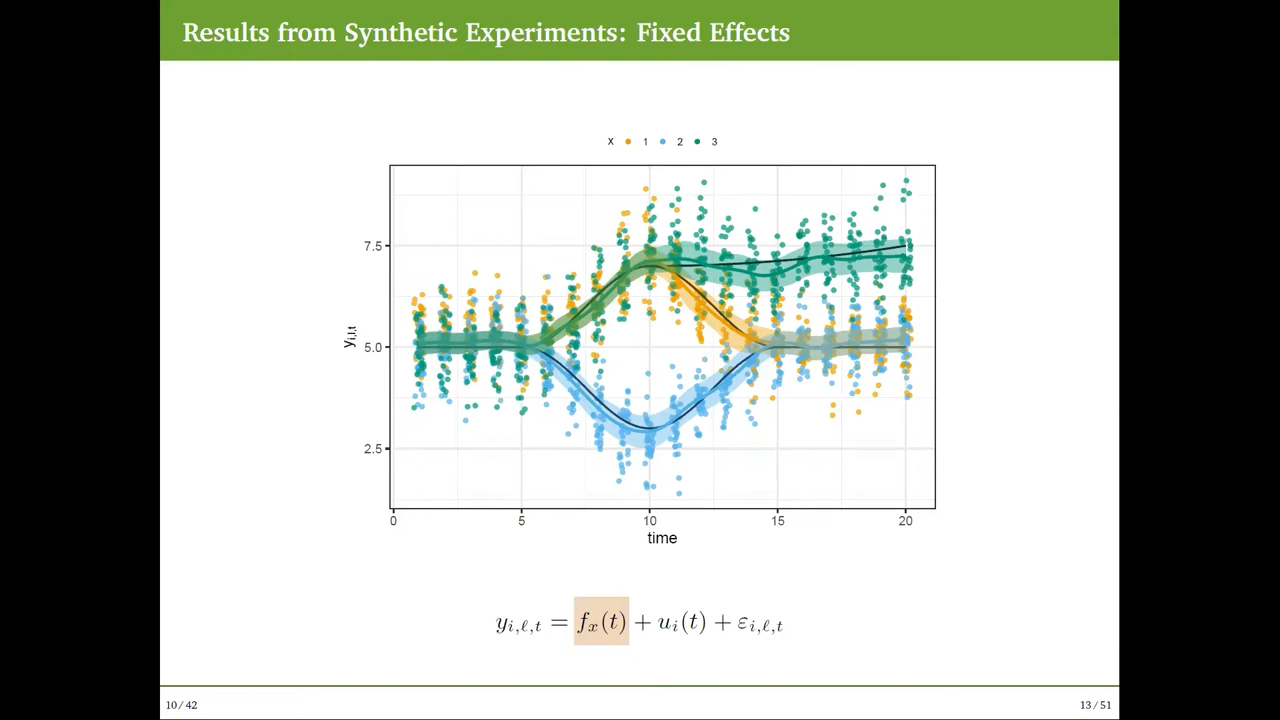 Results from Synthetic Experiments: Fixed Effects
x 1 2 3
7.5
5.0
2.5
y_{i,l,t}
0 5 10 15 20
time
y_{i,ℓ,t} = f_x(t) + u_i(t) + ε_{i,ℓ,t}
10/42 13/51